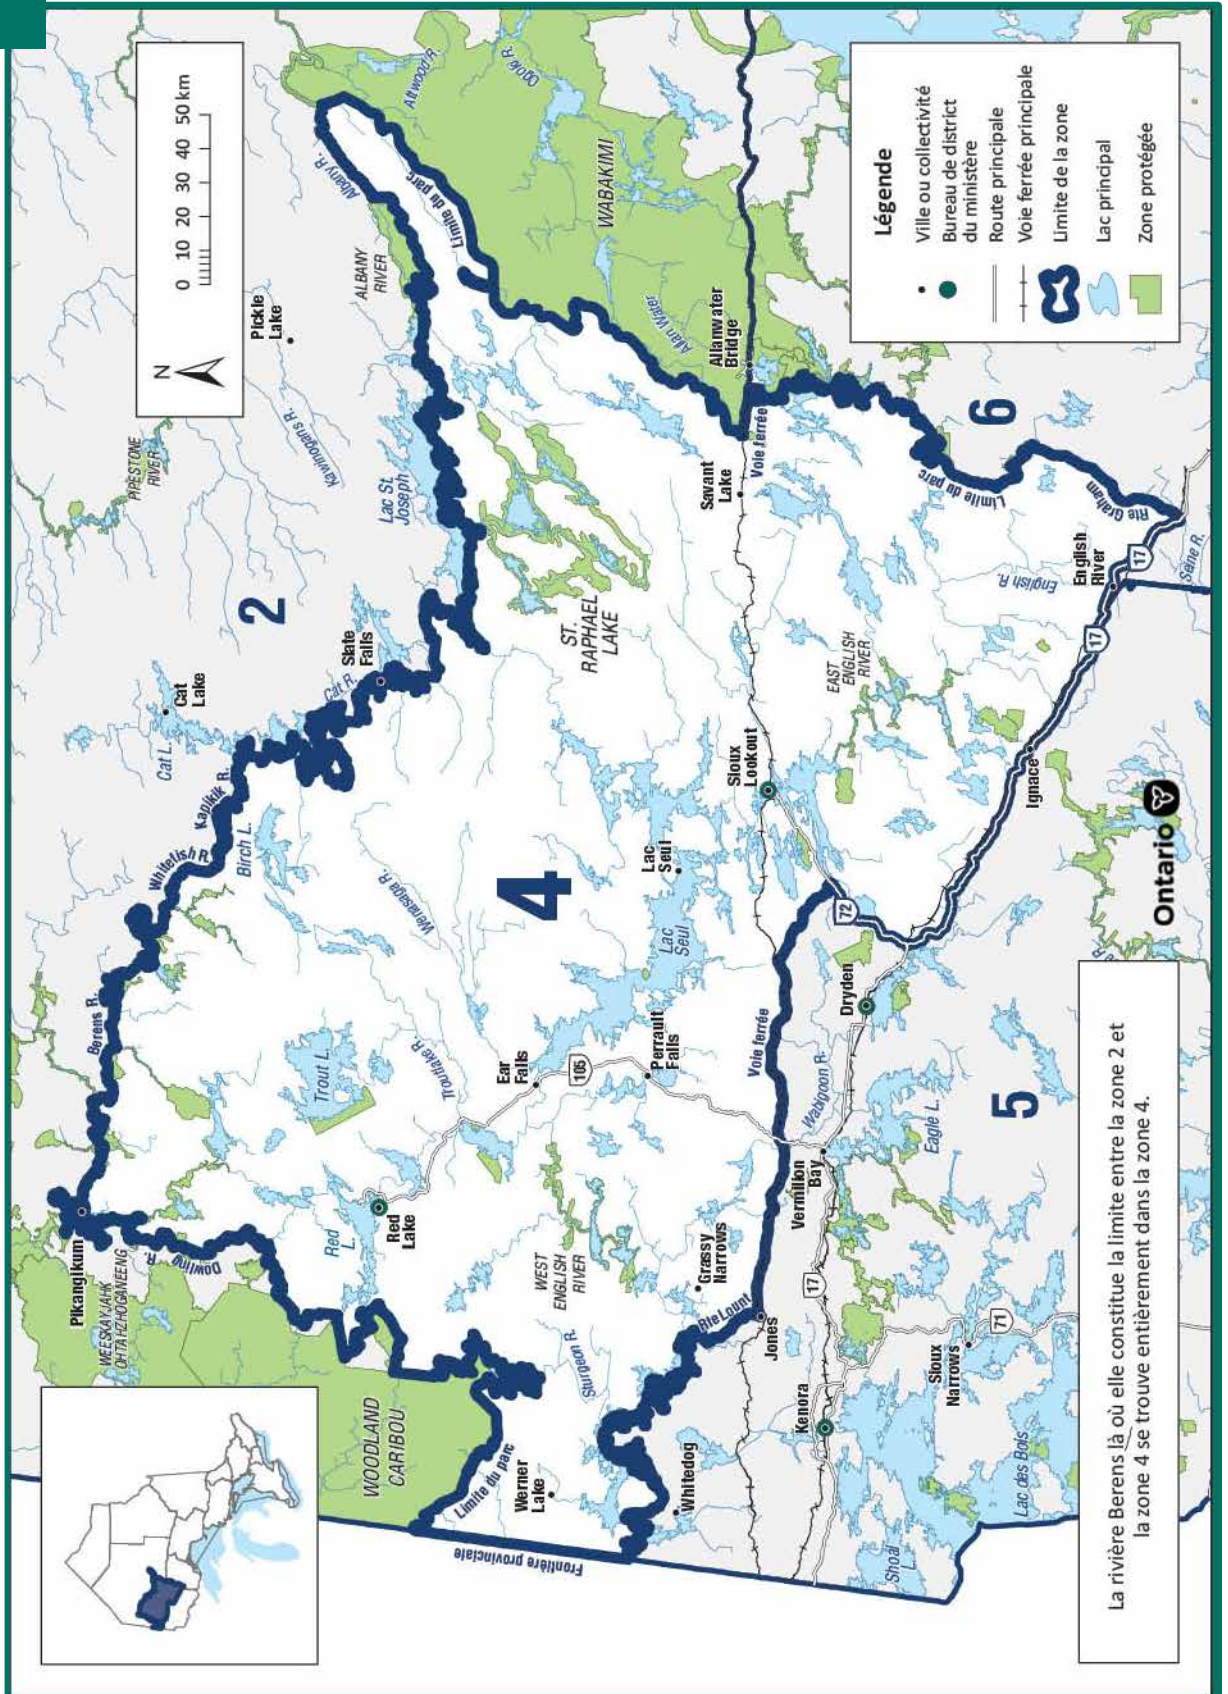 Pikangikum
WEESKAYJAHK
OHTAHZHOGANEENG
Berens R.
Whitefish R.
Kapikik R.
Birch L.
Cat L.
Cat
Lake
2
Cat R.
Slate
Falls
PIPESTONE
RIVER
Kawinogans R.
Pickle
Lake
N
0 10 20 30 40 50 km
Lac St.
Joseph
ALBANY
RIVER
Albany R.
Limite du parc
Attwood R.
Ogoki R.
WABAKIMI
Dowling R.
WOODLAND
CARIBOU
Limite du parc
Werner
Lake
Frontière provinciale
Red
L.
Red
Lake
Trout L.
Troutlake R.
Wenasaga R.
Ear
Falls
105
Perrault
Falls
WEST
ENGLISH
RIVER
Sturgeon R.
Grassy
Narrows
Rte Lount
Jones
Whitedog
4
Lac
Seul
Lac
Seul
ST.
RAPHAEL
LAKE
Sioux
Lookout
Savant
Lake
Voie ferrée
Allan Water
Allanwater
Bridge
Voie ferrée
72
Dryden
Wabigoon R.
Vermilion
Bay
Eagle L.
17
Kenora
71
Sioux
Narrows
Lac des Bois
Shoal
L.
5
EAST
ENGLISH
RIVER
English R.
English
River
17
17
Ignace
Limite du parc
Rte Graham
Seine R.
6
Légende
Ville ou collectivité
Bureau de district
du ministère
Route principale
Voie ferrée principale
Limite de la zone
Lac principal
Zone protégée
La rivière Berens là où elle constitue la limite entre la zone 2 et
la zone 4 se trouve entièrement dans la zone 4.
Ontario